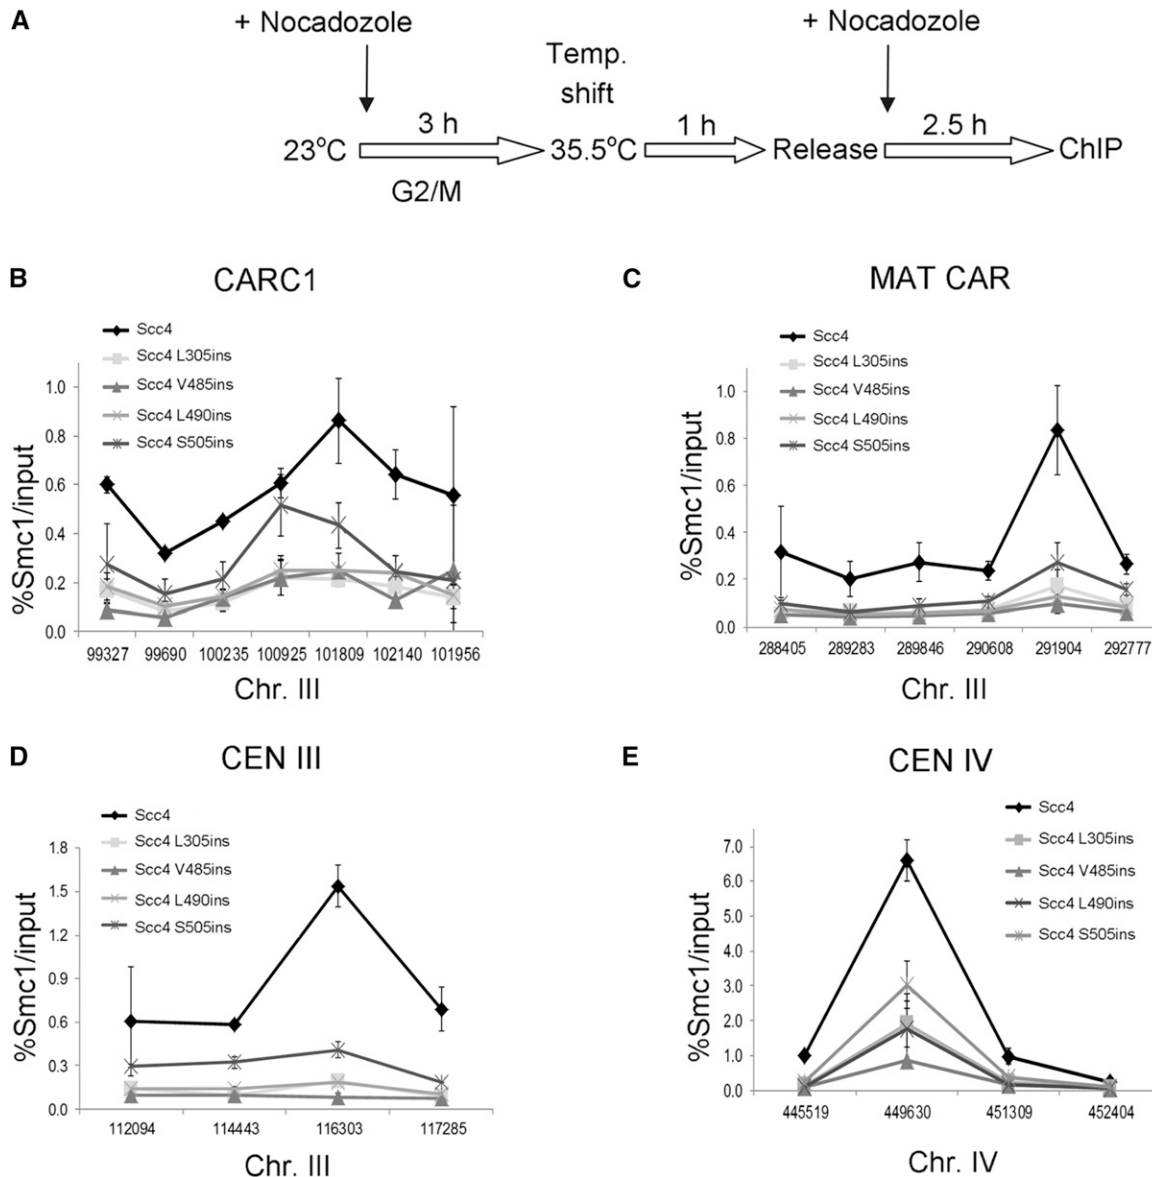 A
+ Nocadozole
+ Nocadozole
Temp.
shift
3 h
1 h
2.5 h
23°C
35.5°C
Release
ChIP
G2/M
B
CARC1
Scc4
Scc4 L305ins
Scc4 V485ins
Scc4 L490ins
Scc4 S505ins
%Smc1/input
1.0
0.8
0.6
0.4
0.2
0.0
99327 99690 100235 100925 101809 102140 101956
Chr. III
C
MAT CAR
Scc4
Scc4 L305ins
Scc4 V485ins
Scc4 L490ins
Scc4 S505ins
%Smc1/input
1.0
0.8
0.6
0.4
0.2
0.0
288405 289283 289846 290608 291904 292777
Chr. III
D
CEN III
Scc4
Scc4 L305ins
Scc4 V485ins
Scc4 L490ins
Scc4 S505ins
%Smc1/input
1.8
1.5
1.2
0.9
0.6
0.3
0.0
112094 114443 116303 117285
Chr. III
E
CEN IV
Scc4
Scc4 L305ins
Scc4 V485ins
Scc4 L490ins
Scc4 S505ins
%Smc1/input
7.0
6.0
5.0
4.0
3.0
2.0
1.0
0.0
445519 449630 451309 452404
Chr. IV